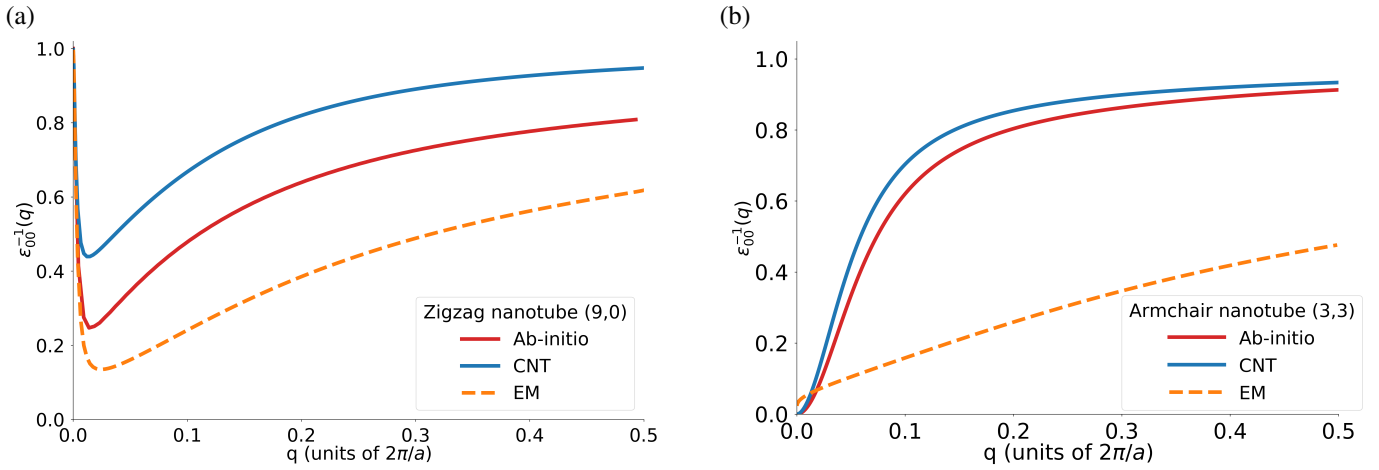 (a)
1.0
0.8
0.6
0.4
0.2
0.0
ε₀₀⁻¹(q)
0.0 0.1 0.2 0.3 0.4 0.5
q (units of 2π/a)
Zigzag nanotube (9,0)
Ab-initio
CNT
EM
(b)
1.0
0.8
0.6
0.4
0.2
0.0
ε₀₀⁻¹(q)
0.0 0.1 0.2 0.3 0.4 0.5
q (units of 2π/a)
Armchair nanotube (3,3)
Ab-initio
CNT
EM